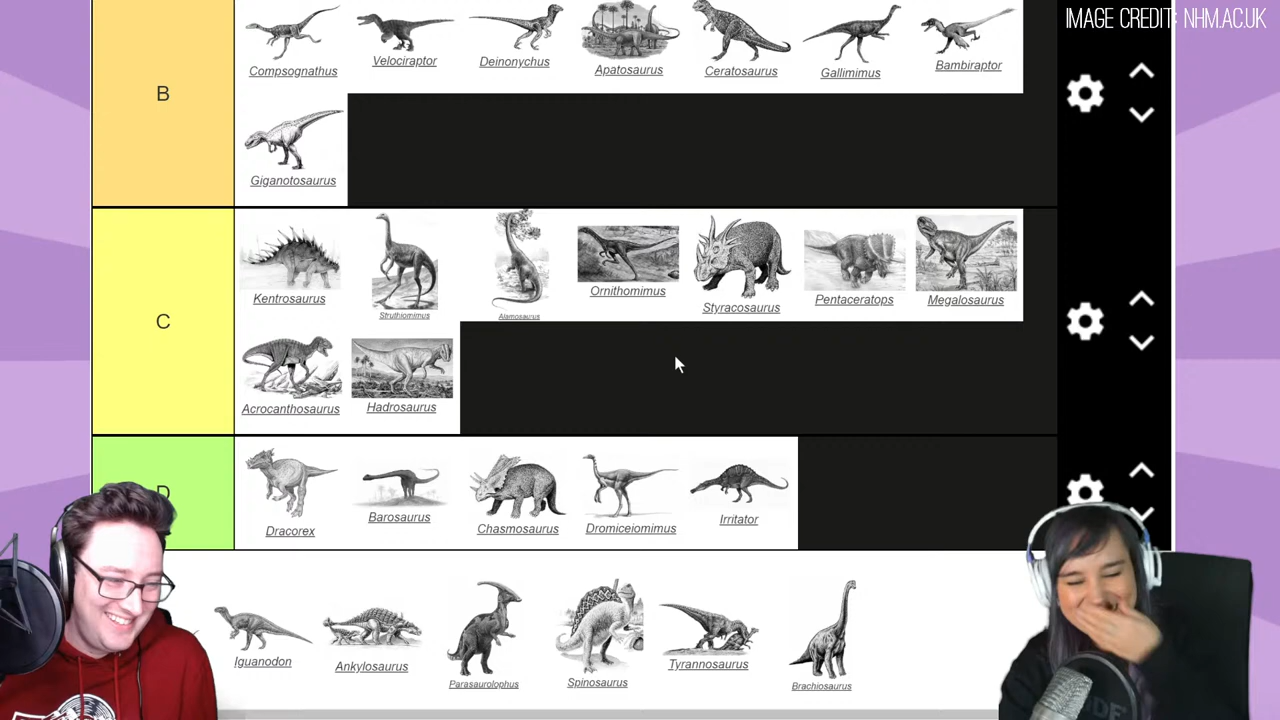 IMAGE CREDIT: NHM.AC.UK
B
Compsognathus
Velociraptor
Deinonychus
Apatosaurus
Ceratosaurus
Gallimimus
Bambiraptor
Giganotosaurus
C
Kentrosaurus
Struthiomimus
Alamosaurus
Ornithomimus
Styracosaurus
Pentaceratops
Megalosaurus
Acrocanthosaurus
Hadrosaurus
D
Dracorex
Barosaurus
Chasmosaurus
Dromiceiomimus
Irritator
Iguanodon
Ankylosaurus
Parasaurolophus
Spinosaurus
Tyrannosaurus
Brachiosaurus